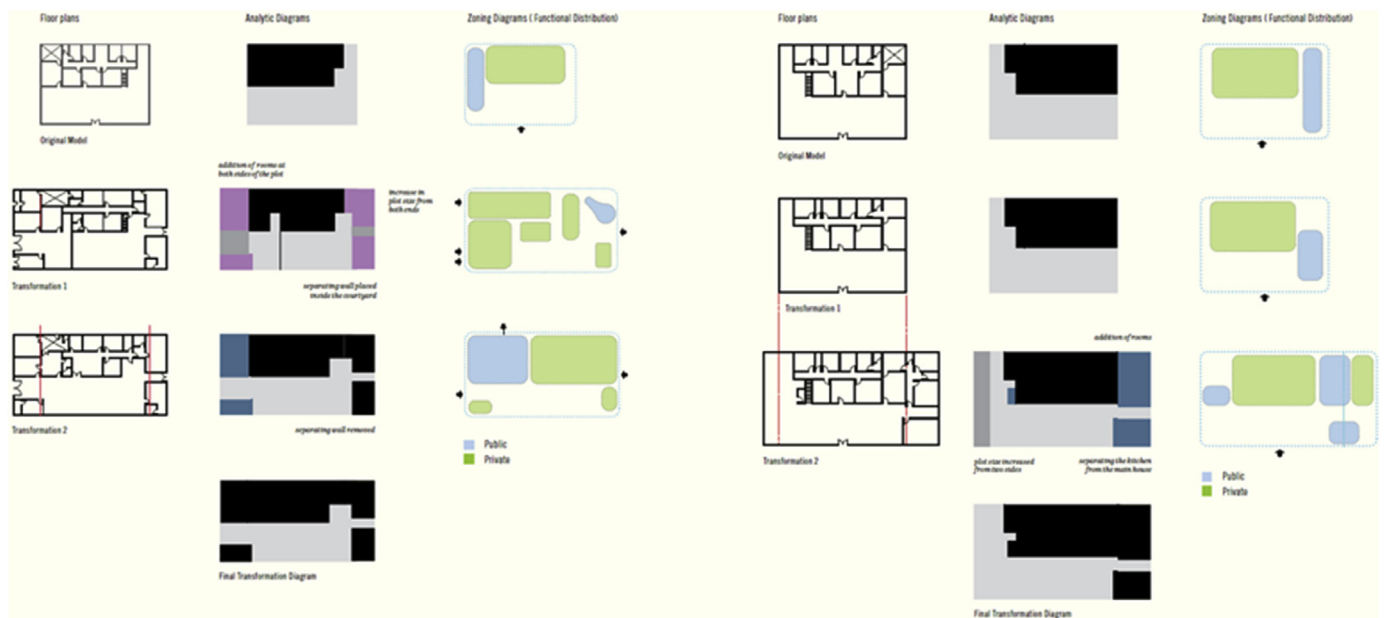 Floor plans
Analytic Diagrams
Zoning Diagrams ( Functional Distribution)
Original Model
addition of rooms at
both sides of the plot
increase in
plot size from
both ends
Transformation 1
separating wall placed
inside the courtyard
Transformation 2
separating wall removed
Public
Private
Final Transformation Diagram
Floor plans
Analytic Diagrams
Zoning Diagrams ( Functional Distribution)
Original Model
Transformation 1
addition of rooms
Transformation 2
plot size increased
from two sides
separating the kitchen
from the main house
Public
Private
Final Transformation Diagram